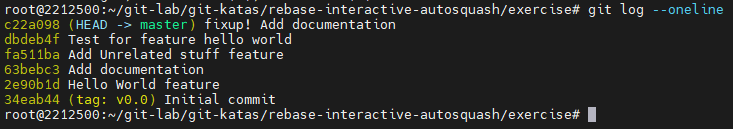 root@2212500:~/git-lab/git-katas/rebase-interactive-autosquash/exercise# git log --oneline
c22a098 (HEAD -> master) fixup! Add documentation
dbdeb4f Test for feature hello world
fa511ba Add Unrelated stuff feature
63bebc3 Add documentation
2e90b1d Hello World feature
34eab44 (tag: v0.0) Initial commit
root@2212500:~/git-lab/git-katas/rebase-interactive-autosquash/exercise#